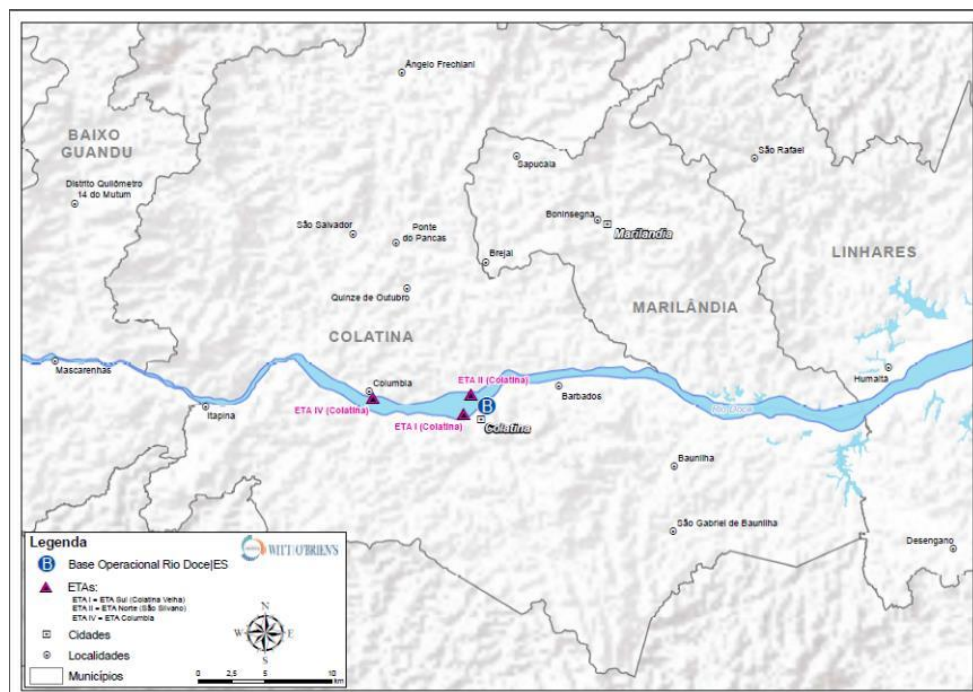 Ângelo Frechiani
BAIXO
GUANDU
Distrito Quilômetro
14 do Mutum
Sapucaia
São Rafael
Boninsegna
Marilandia
São Salvador
Ponte
do Pancas
Brejal
LINHARES
Quinze de Outubro
MARILÂNDIA
COLATINA
Mascarenhas
Columbia
ETA II (Colatina)
Humaita
Itapina
ETA IV (Colatina)
B
Barbados
Rio Doce
ETA I (Colatina)
Colatina
Baunilha
São Gabriel de Baunilha
Desengano
Legenda
WITT O'BRIEN'S
B Base Operacional Rio Doce|ES
ETAs:
ETA I = ETA Sul (Colatina Velha)
ETA II = ETA Norte (São Silvano)
ETA IV = ETA Columbia
Cidades
Localidades
Municípios
N
W E
S
0 2,5 5 10
km